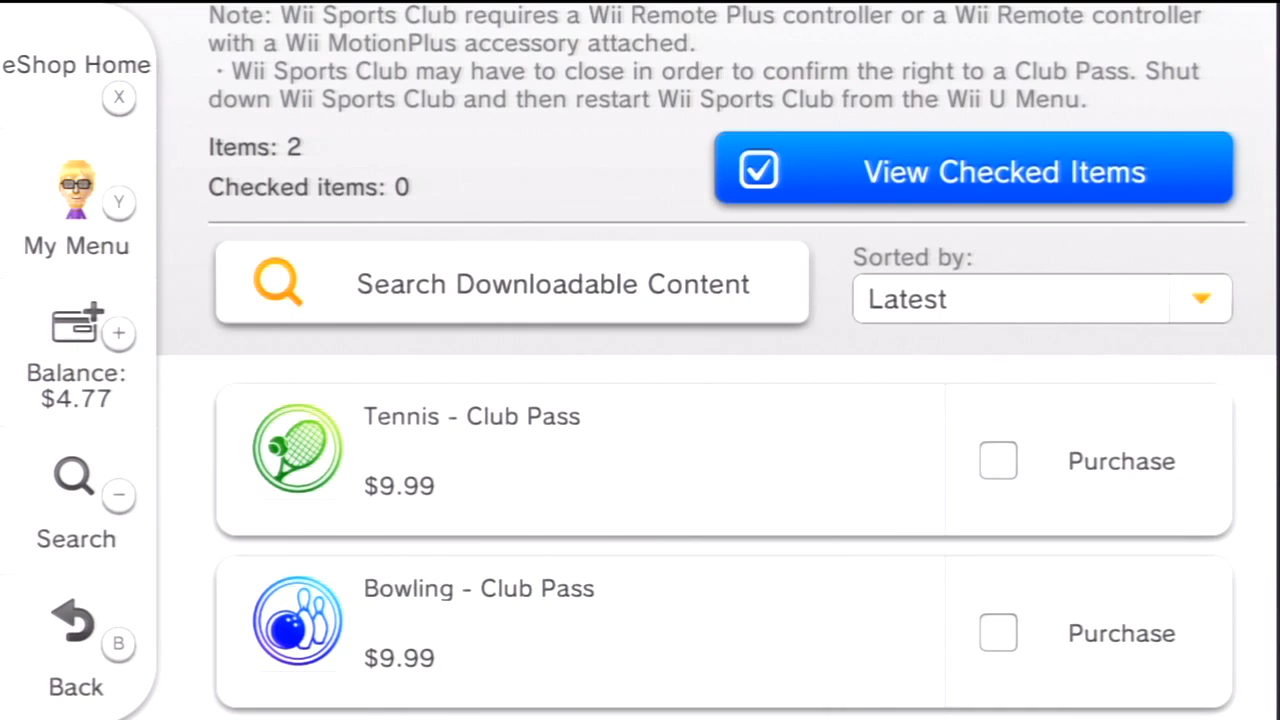 Note: Wii Sports Club requires a Wii Remote Plus controller or a Wii Remote controller
with a Wii MotionPlus accessory attached.
· Wii Sports Club may have to close in order to confirm the right to a Club Pass. Shut
down Wii Sports Club and then restart Wii Sports Club from the Wii U Menu.
eShop Home
X
Items: 2
Checked items: 0
View Checked Items
Y
My Menu
Search Downloadable Content
Sorted by:
Latest
+
Balance:
$4.77
Tennis - Club Pass
$9.99
Purchase
-
Search
Bowling - Club Pass
$9.99
Purchase
B
Back